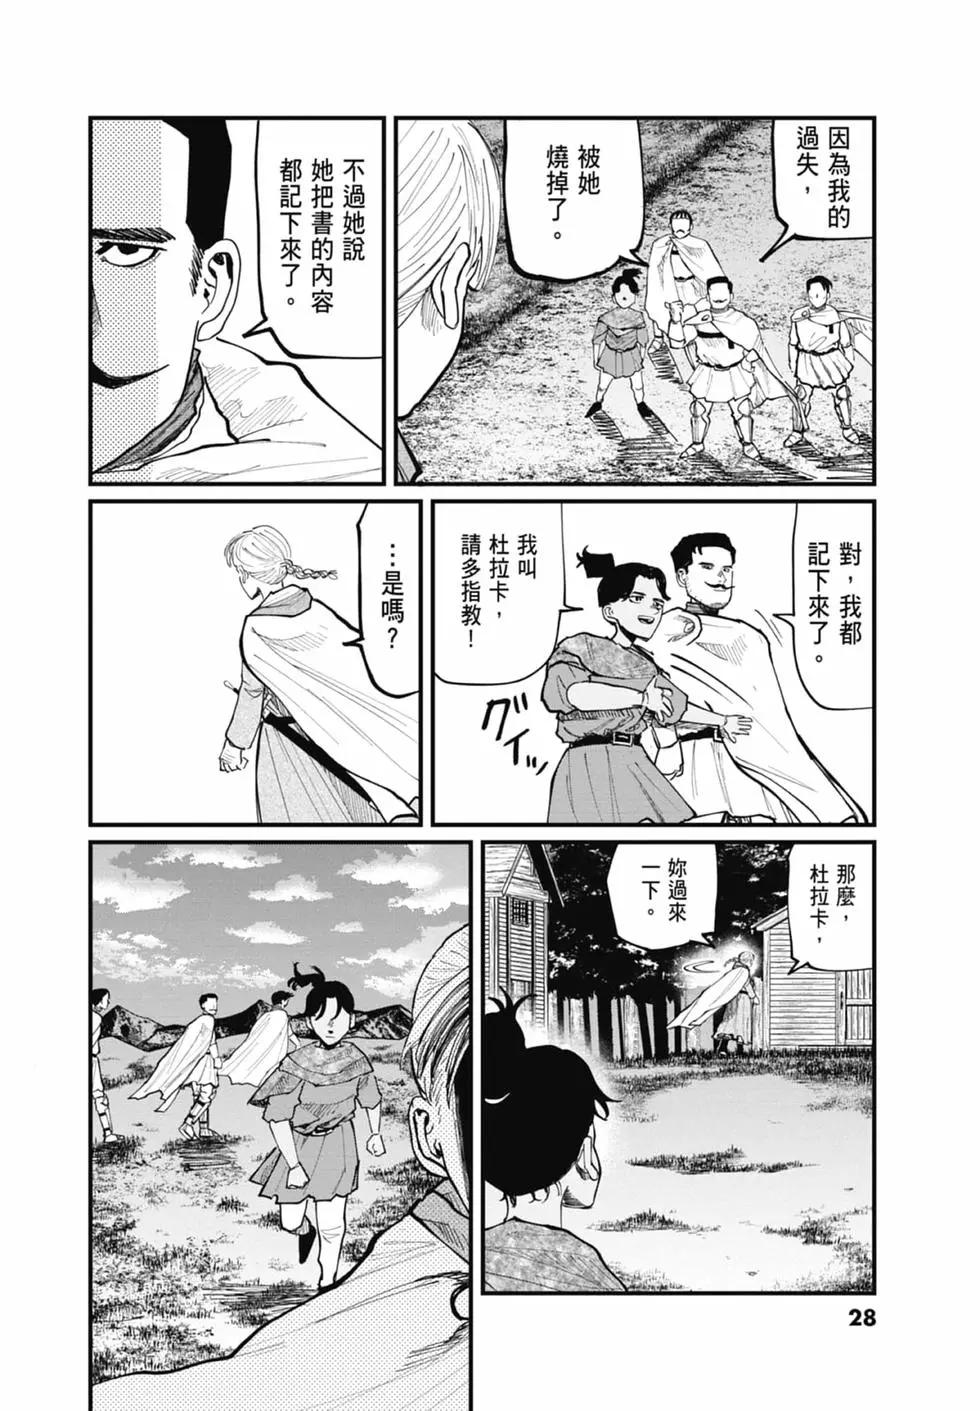 因為我的
過失，
被她
燒掉了。
不過她說
她把書的內容
都記下來了。
對，我都
記下來了。
我叫
杜拉卡，
請多指教！
グイッ
…是嗎？
那麼，
杜拉卡，
妳過來
一下。
28